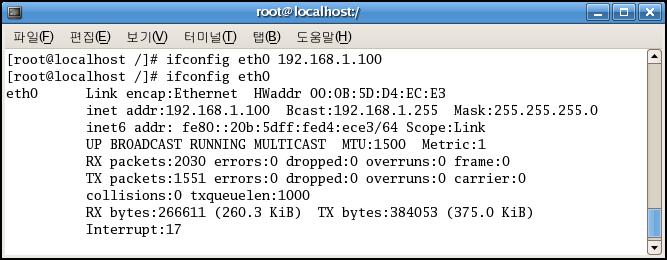 root@localhost:/
파일(F) 편집(E) 보기(V) 터미널(T) 탭(B) 도움말(H)
[root@localhost /]# ifconfig eth0 192.168.1.100
[root@localhost /]# ifconfig eth0
eth0 Link encap:Ethernet HWaddr 00:0B:5D:D4:EC:E3
inet addr:192.168.1.100 Bcast:192.168.1.255 Mask:255.255.255.0
inet6 addr: fe80::20b:5dff:fed4:ece3/64 Scope:Link
UP BROADCAST RUNNING MULTICAST MTU:1500 Metric:1
RX packets:2030 errors:0 dropped:0 overruns:0 frame:0
TX packets:1551 errors:0 dropped:0 overruns:0 carrier:0
collisions:0 txqueuelen:1000
RX bytes:266611 (260.3 KiB) TX bytes:384053 (375.0 KiB)
Interrupt:17